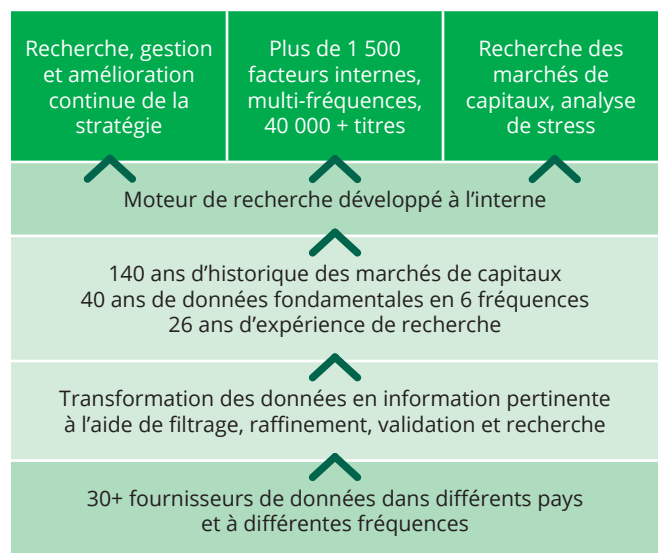 Recherche, gestion
et amélioration
continue de la
stratégie
Plus de 1 500
facteurs internes,
multi-fréquences,
40 000 + titres
Recherche des
marchés de
capitaux, analyse
de stress
Moteur de recherche développé à l’interne
140 ans d’historique des marchés de capitaux
40 ans de données fondamentales en 6 fréquences
26 ans d’expérience de recherche
Transformation des données en information pertinente
à l’aide de filtrage, raffinement, validation et recherche
30+ fournisseurs de données dans différents pays
et à différentes fréquences